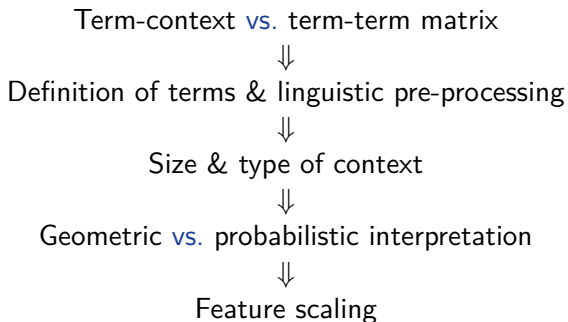 Term-context vs. term-term matrix
⇓
Definition of terms & linguistic pre-processing
⇓
Size & type of context
⇓
Geometric vs. probabilistic interpretation
⇓
Feature scaling